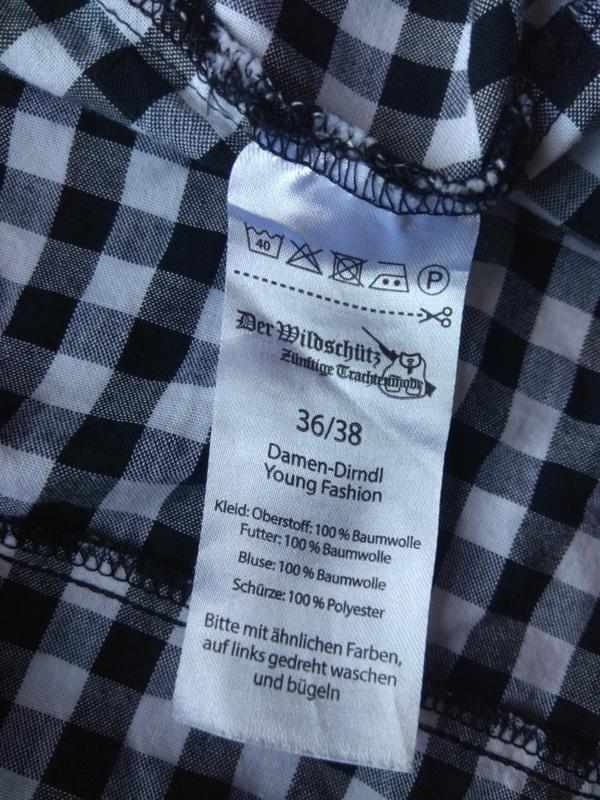 40
P
Der Wildschütz
Zünftige Trachtenmode
36/38
Damen-Dirndl
Young Fashion
Kleid: Oberstoff: 100 % Baumwolle
Futter: 100 % Baumwolle
Bluse: 100 % Baumwolle
Schürze: 100 % Polyester
Bitte mit ähnlichen Farben,
auf links gedreht waschen
und bügeln